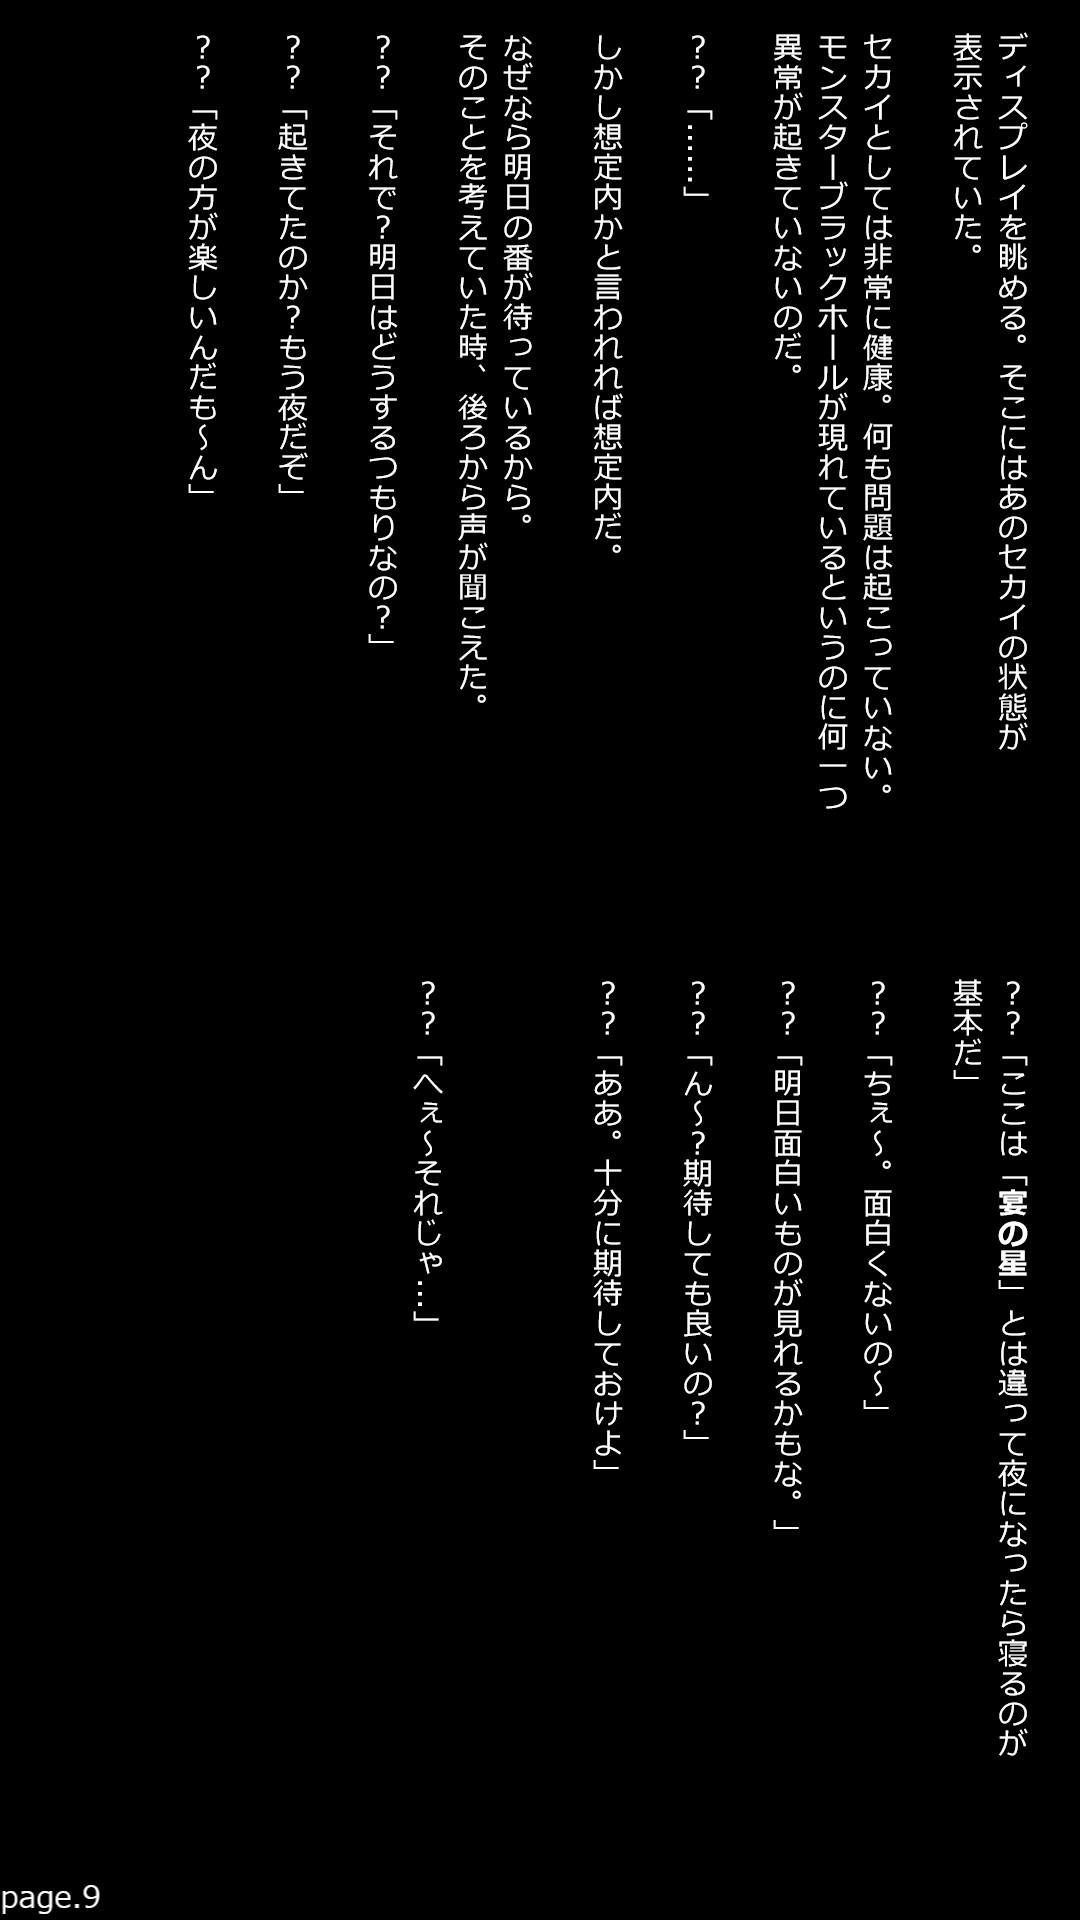 ディスプレイを眺める。そこにはあのセカイの状態が
表示されていた。
セカイとしては非常に健康。何も問題は起こっていない。
モンスターブラックホールが現れているというのに何一つ
異常が起きていないのだ。
??「……」
しかし想定内かと言われれば想定内だ。
なぜなら明日の番が待っているから。
そのことを考えていた時、後ろから声が聞こえた。
??「それで?明日はどうするつもりなの?」
??「起きてたのか?もう夜だぞ」
??「夜の方が楽しいんだも～ん」
??「ここは「宴の星」とは違って夜になったら寝るのが
基本だ」
??「ちぇ～。面白くないの～」
??「明日面白いものが見れるかもな。」
??「ん～?期待しても良いの?」
??「ああ。十分に期待しておけよ」
??「へぇ～それじゃ…」
page.9